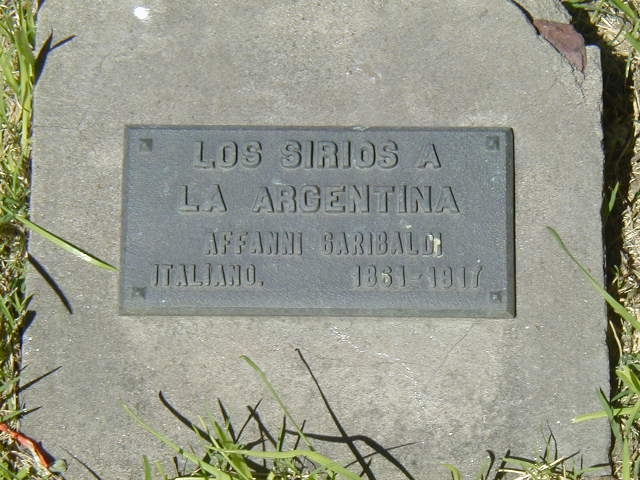 LOS SIRIOS A
LA ARGENTINA
AFFANNI GARIBALDI
ITALIANO. 1861-1917